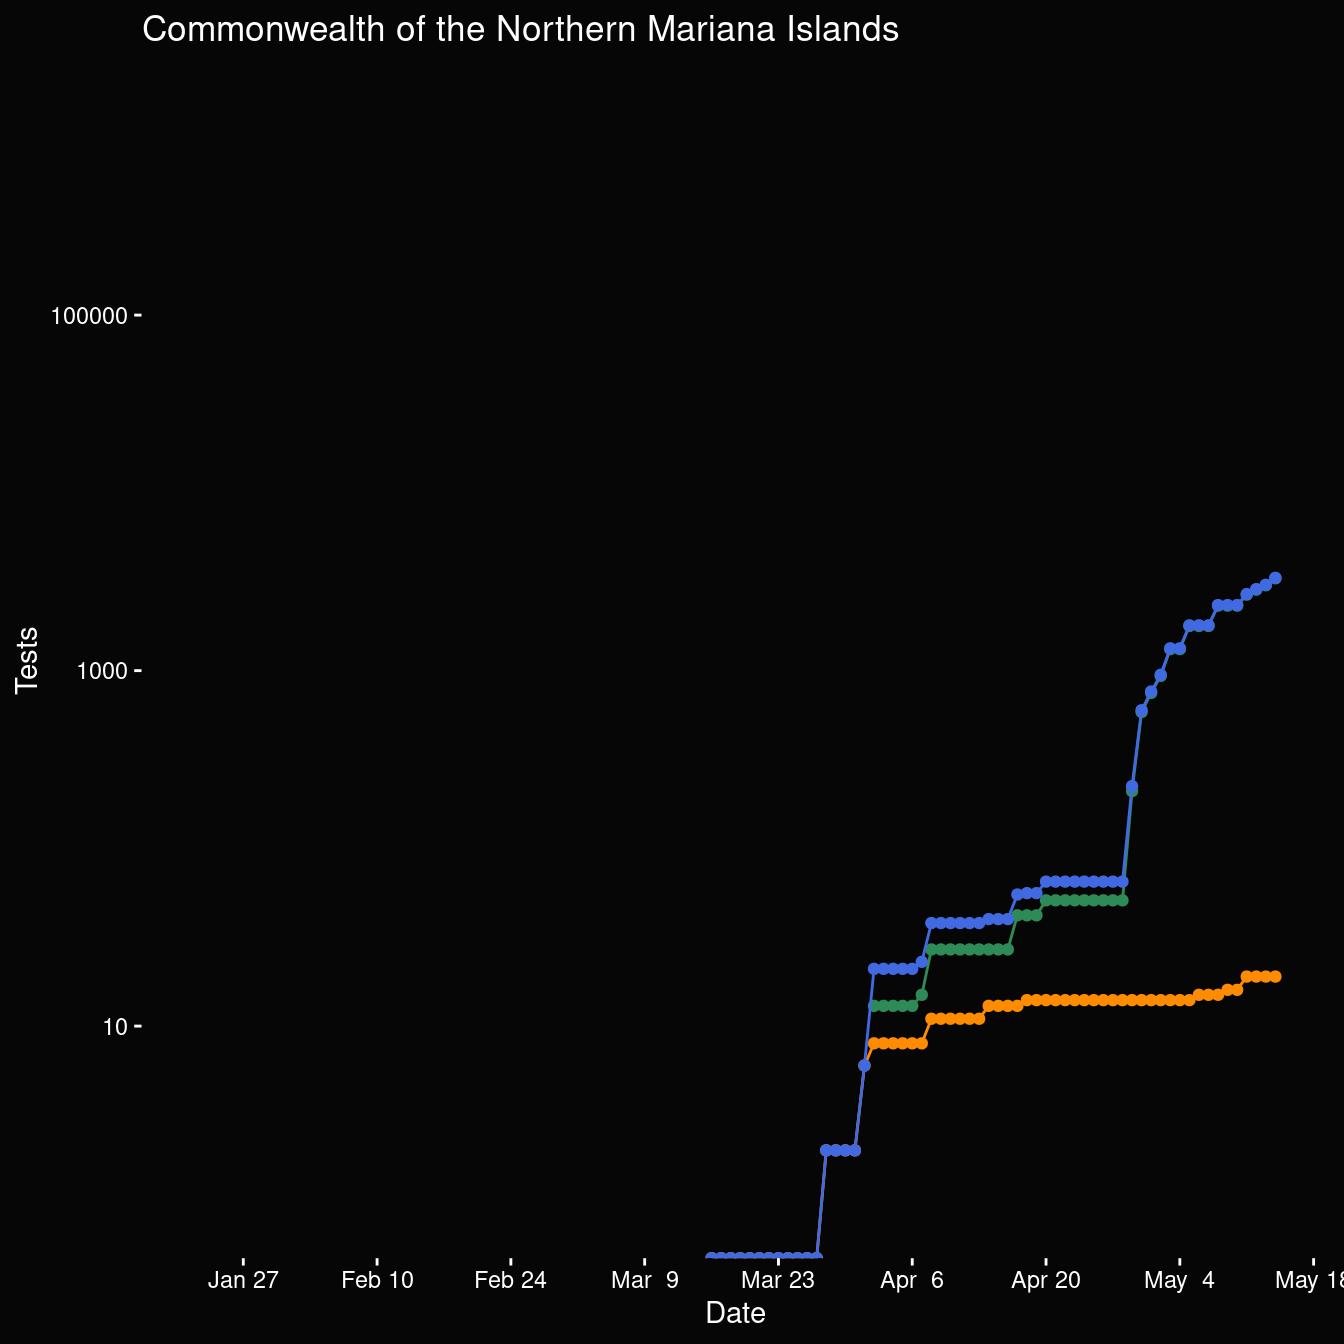 Commonwealth of the Northern Mariana Islands
100000
1000
10
Tests
Jan 27 Feb 10 Feb 24 Mar 9 Mar 23 Apr 6 Apr 20 May 4 May 18
Date